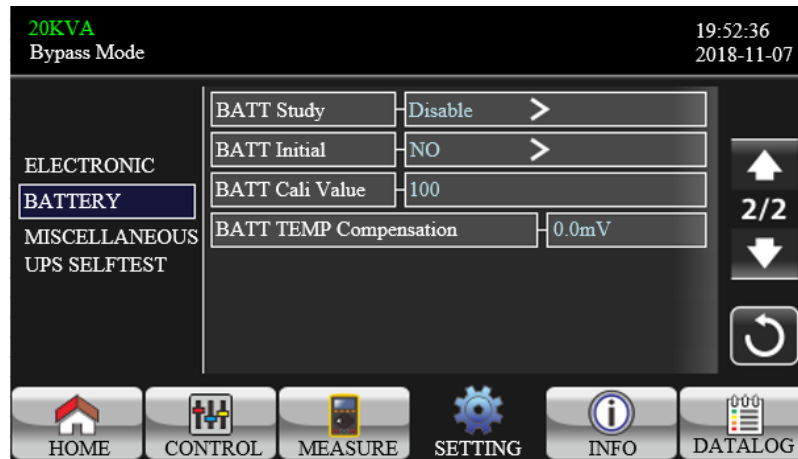 20KVA
Bypass Mode
19:52:36
2018-11-07
ELECTRONIC
BATTERY
MISCELLANEOUS
UPS SELFTEST
BATT Study Disable >
BATT Initial NO >
BATT Cali Value 100
BATT TEMP Compensation 0.0mV
2/2
HOME CONTROL MEASURE SETTING INFO DATALOG